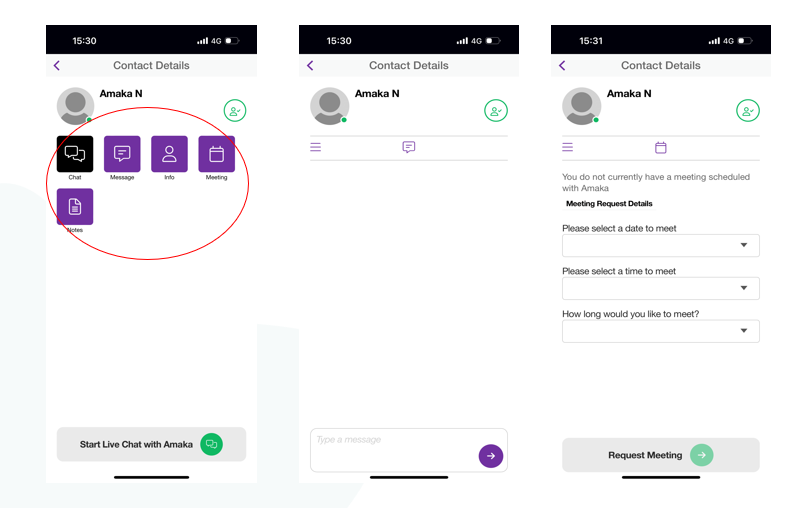 15:30
4G
Contact Details
Amaka N
Chat
Message
Info
Meeting
Notes
Start Live Chat with Amaka
15:30
4G
Contact Details
Amaka N
Type a message
15:31
4G
Contact Details
Amaka N
You do not currently have a meeting scheduled
with Amaka
Meeting Request Details
Please select a date to meet
Please select a time to meet
How long would you like to meet?
Request Meeting